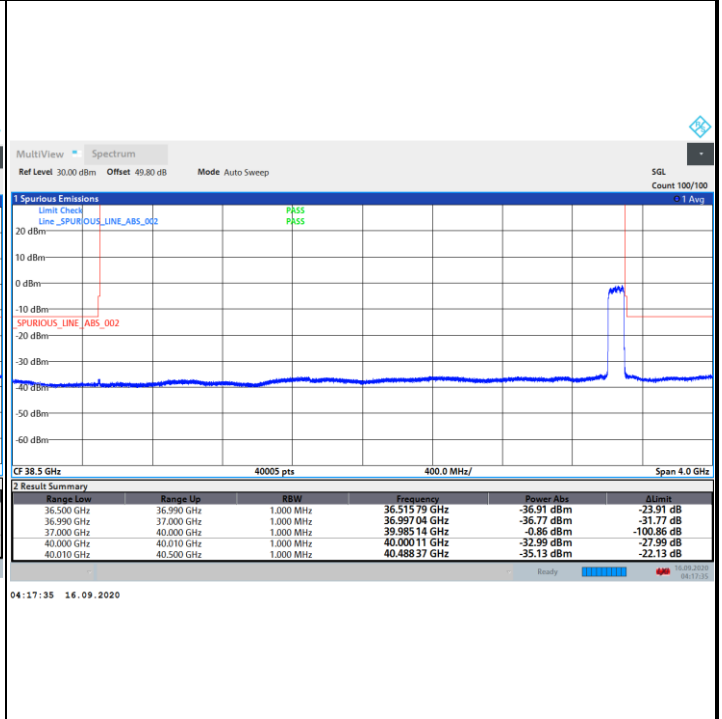 MultiView Spectrum
Ref Level 30.00 dBm Offset 49.80 dB Mode Auto Sweep SGL
Count 100/100
1 Spurious Emissions 1 Avg
Limit Check PASS
Line _SPURIOUS_LINE_ABS_002 PASS
20 dBm
10 dBm
0 dBm
-10 dBm
_SPURIOUS_LINE_ABS_002
-20 dBm
-30 dBm
-40 dBm
-50 dBm
-60 dBm
CF 38.5 GHz 40005 pts 400.0 MHz/ Span 4.0 GHz
2 Result Summary
Range Low Range Up RBW Frequency Power Abs ΔLimit
36.500 GHz 36.990 GHz 1.000 MHz 36.515 79 GHz -36.91 dBm -23.91 dB
36.990 GHz 37.000 GHz 1.000 MHz 36.997 04 GHz -36.77 dBm -31.77 dB
37.000 GHz 40.000 GHz 1.000 MHz 39.985 14 GHz -0.86 dBm -100.86 dB
40.000 GHz 40.010 GHz 1.000 MHz 40.000 11 GHz -32.99 dBm -27.99 dB
40.010 GHz 40.500 GHz 1.000 MHz 40.488 37 GHz -35.13 dBm -22.13 dB
Ready 16.09.2020
04:17:35
04:17:35 16.09.2020